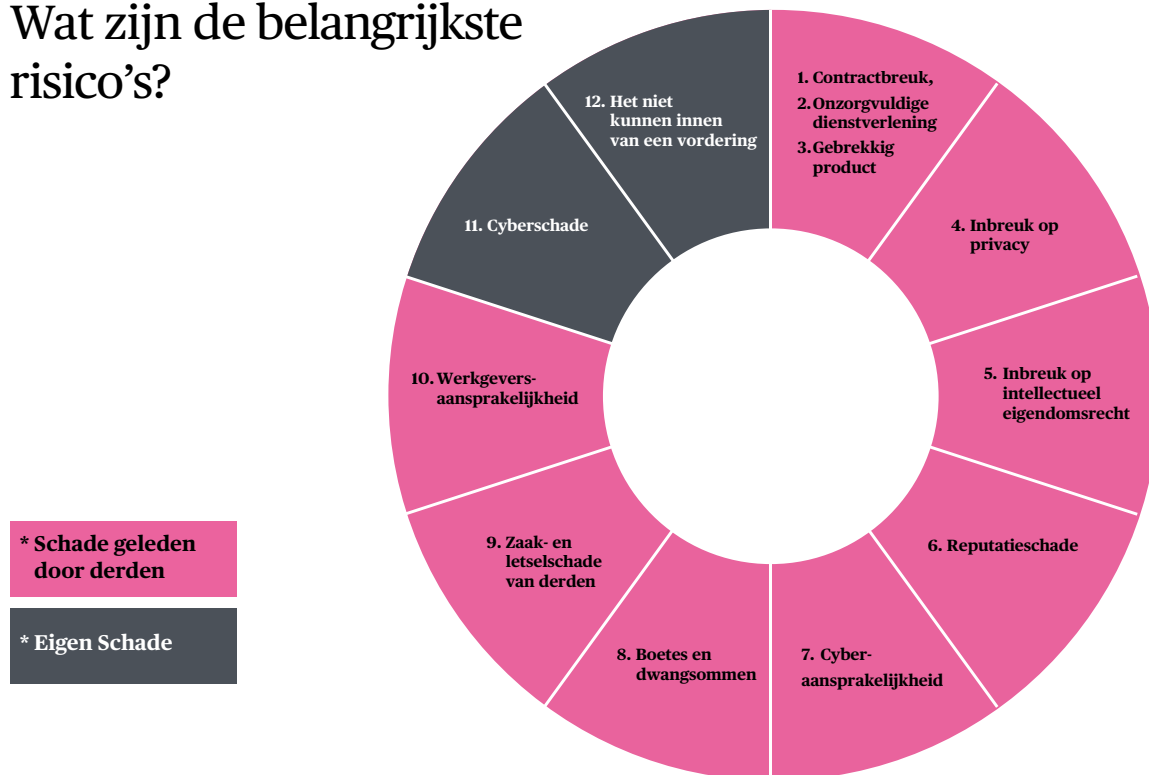 Wat zijn de belangrijkste
risico’s?
1. Contractbreuk,
2. Onzorgvuldige
dienstverlening
3. Gebrekkig
product
4. Inbreuk op
privacy
5. Inbreuk op
intellectueel
eigendomsrecht
6. Reputatieschade
7. Cyber-
aansprakelijkheid
8. Boetes en
dwangsommen
9. Zaak- en
letselschade
van derden
10. Werkgevers-
aansprakelijkheid
11. Cyberschade
12. Het niet
kunnen innen
van een vordering
* Schade geleden
door derden
* Eigen Schade